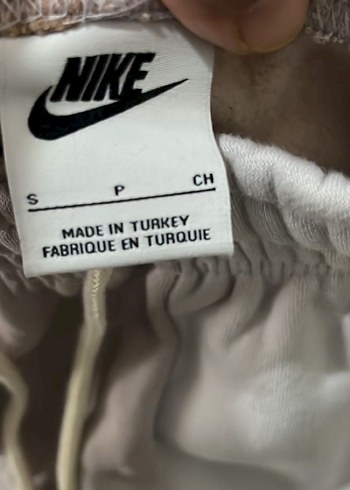 NIKE
S P CH
MADE IN TURKEY
FABRIQUE EN TURQUIE